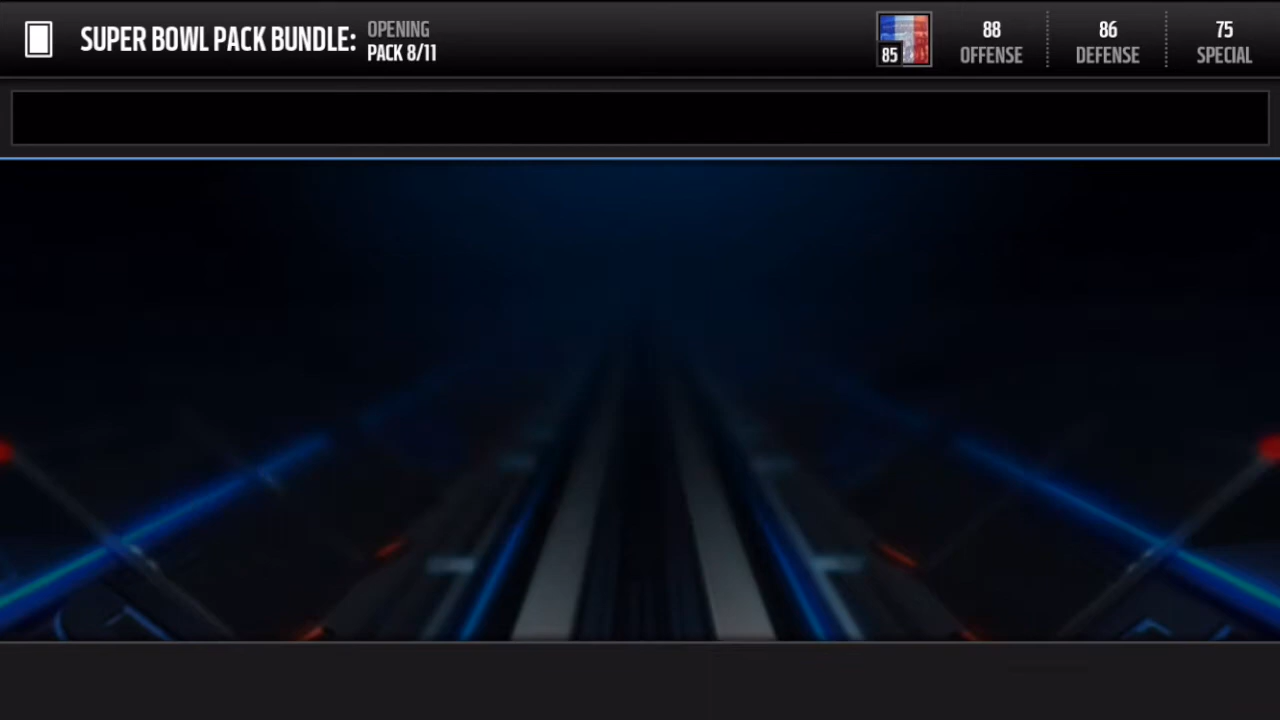 SUPER BOWL PACK BUNDLE:
OPENING
PACK 8/11
85
88
OFFENSE
86
DEFENSE
75
SPECIAL